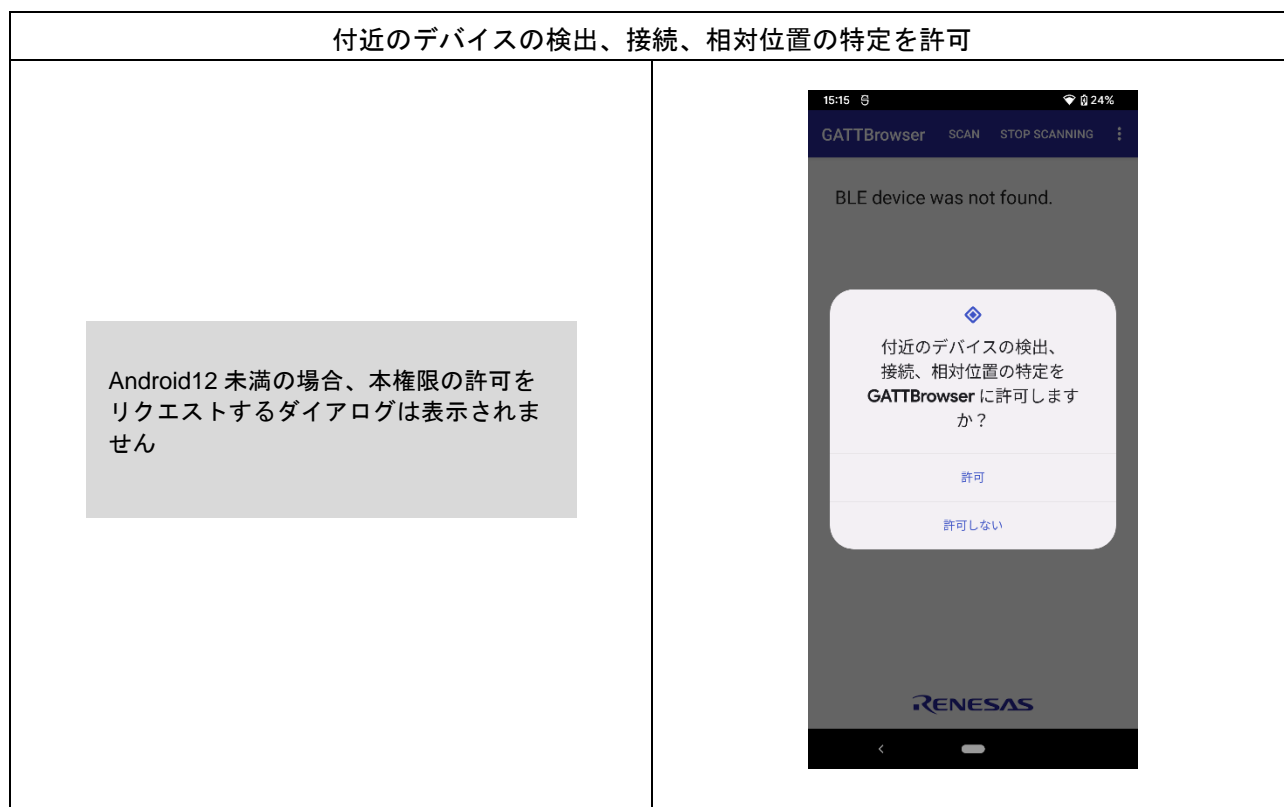 付近のデバイスの検出、接続、相対位置の特定を許可
Android12 未満の場合、本権限の許可を
リクエストするダイアログは表示されま
せん
15:15
24%
GATTBrowser SCAN STOP SCANNING
BLE device was not found.
付近のデバイスの検出、
接続、相対位置の特定を
GATTBrowser に許可します
か？
許可
許可しない
RENESAS